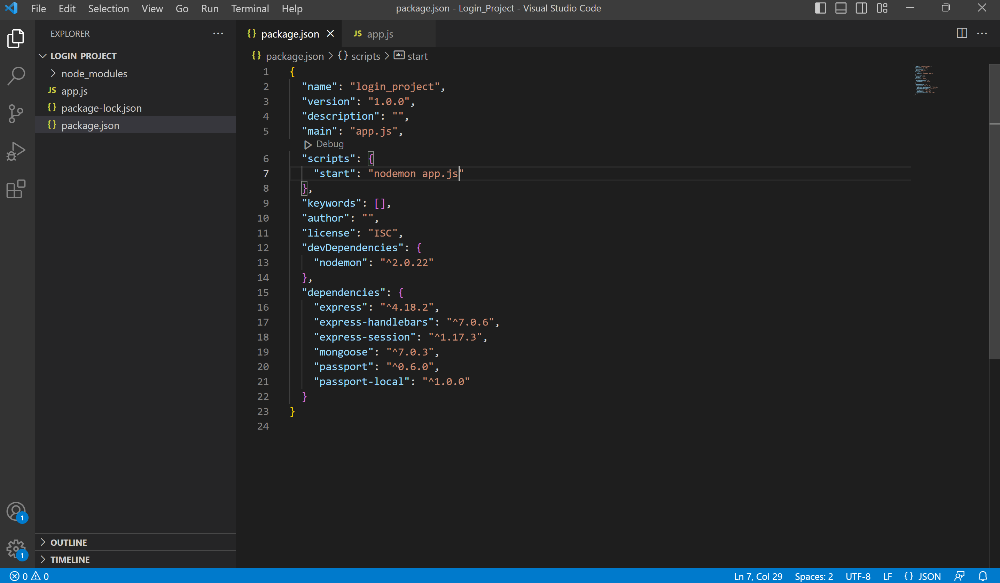 File Edit Selection View Go Run Terminal Help package.json - Login_Project - Visual Studio Code
EXPLORER
LOGIN_PROJECT
node_modules
JS app.js
{} package-lock.json
{} package.json
OUTLINE
TIMELINE
{} package.json JS app.js
{} package.json > {} scripts > abc start
1 {
2 "name": "login_project",
3 "version": "1.0.0",
4 "description": "",
5 "main": "app.js",
Debug
6 "scripts": {
7 "start": "nodemon app.js"
8 },
9 "keywords": [],
10 "author": "",
11 "license": "ISC",
12 "devDependencies": {
13 "nodemon": "^2.0.22"
14 },
15 "dependencies": {
16 "express": "^4.18.2",
17 "express-handlebars": "^7.0.6",
18 "express-session": "^1.17.3",
19 "mongoose": "^7.0.3",
20 "passport": "^0.6.0",
21 "passport-local": "^1.0.0"
22 }
23 }
24
1
1
0 0 Ln 7, Col 29 Spaces: 2 UTF-8 LF {} JSON